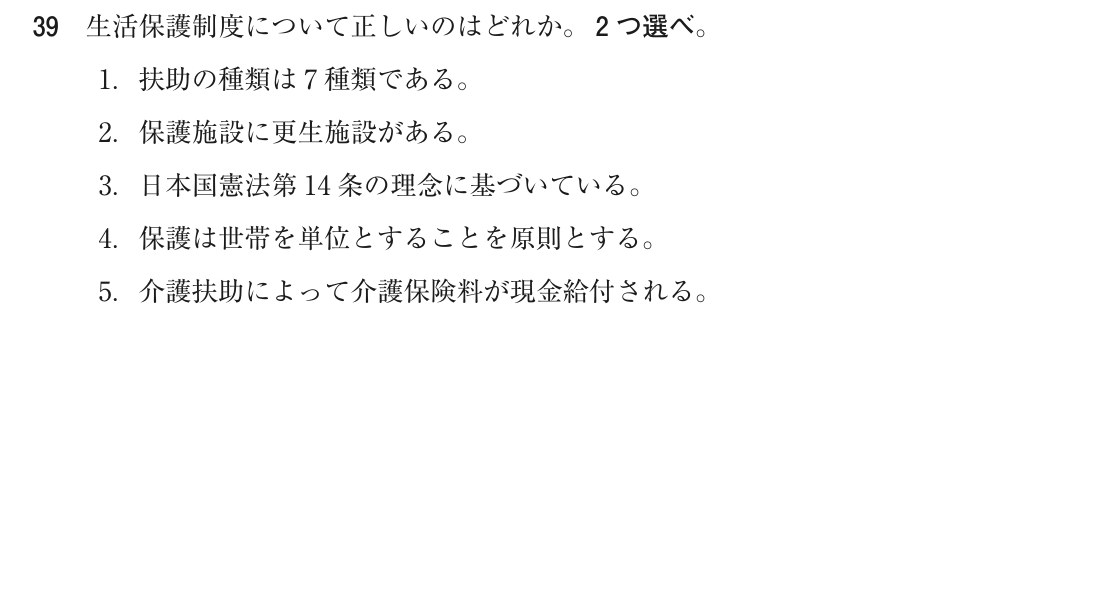 39 生活保護制度について正しいのはどれか。2つ選べ。
1. 扶助の種類は7種類である。
2. 保護施設に更生施設がある。
3. 日本国憲法第14条の理念に基づいている。
4. 保護は世帯を単位とすることを原則とする。
5. 介護扶助によって介護保険料が現金給付される。